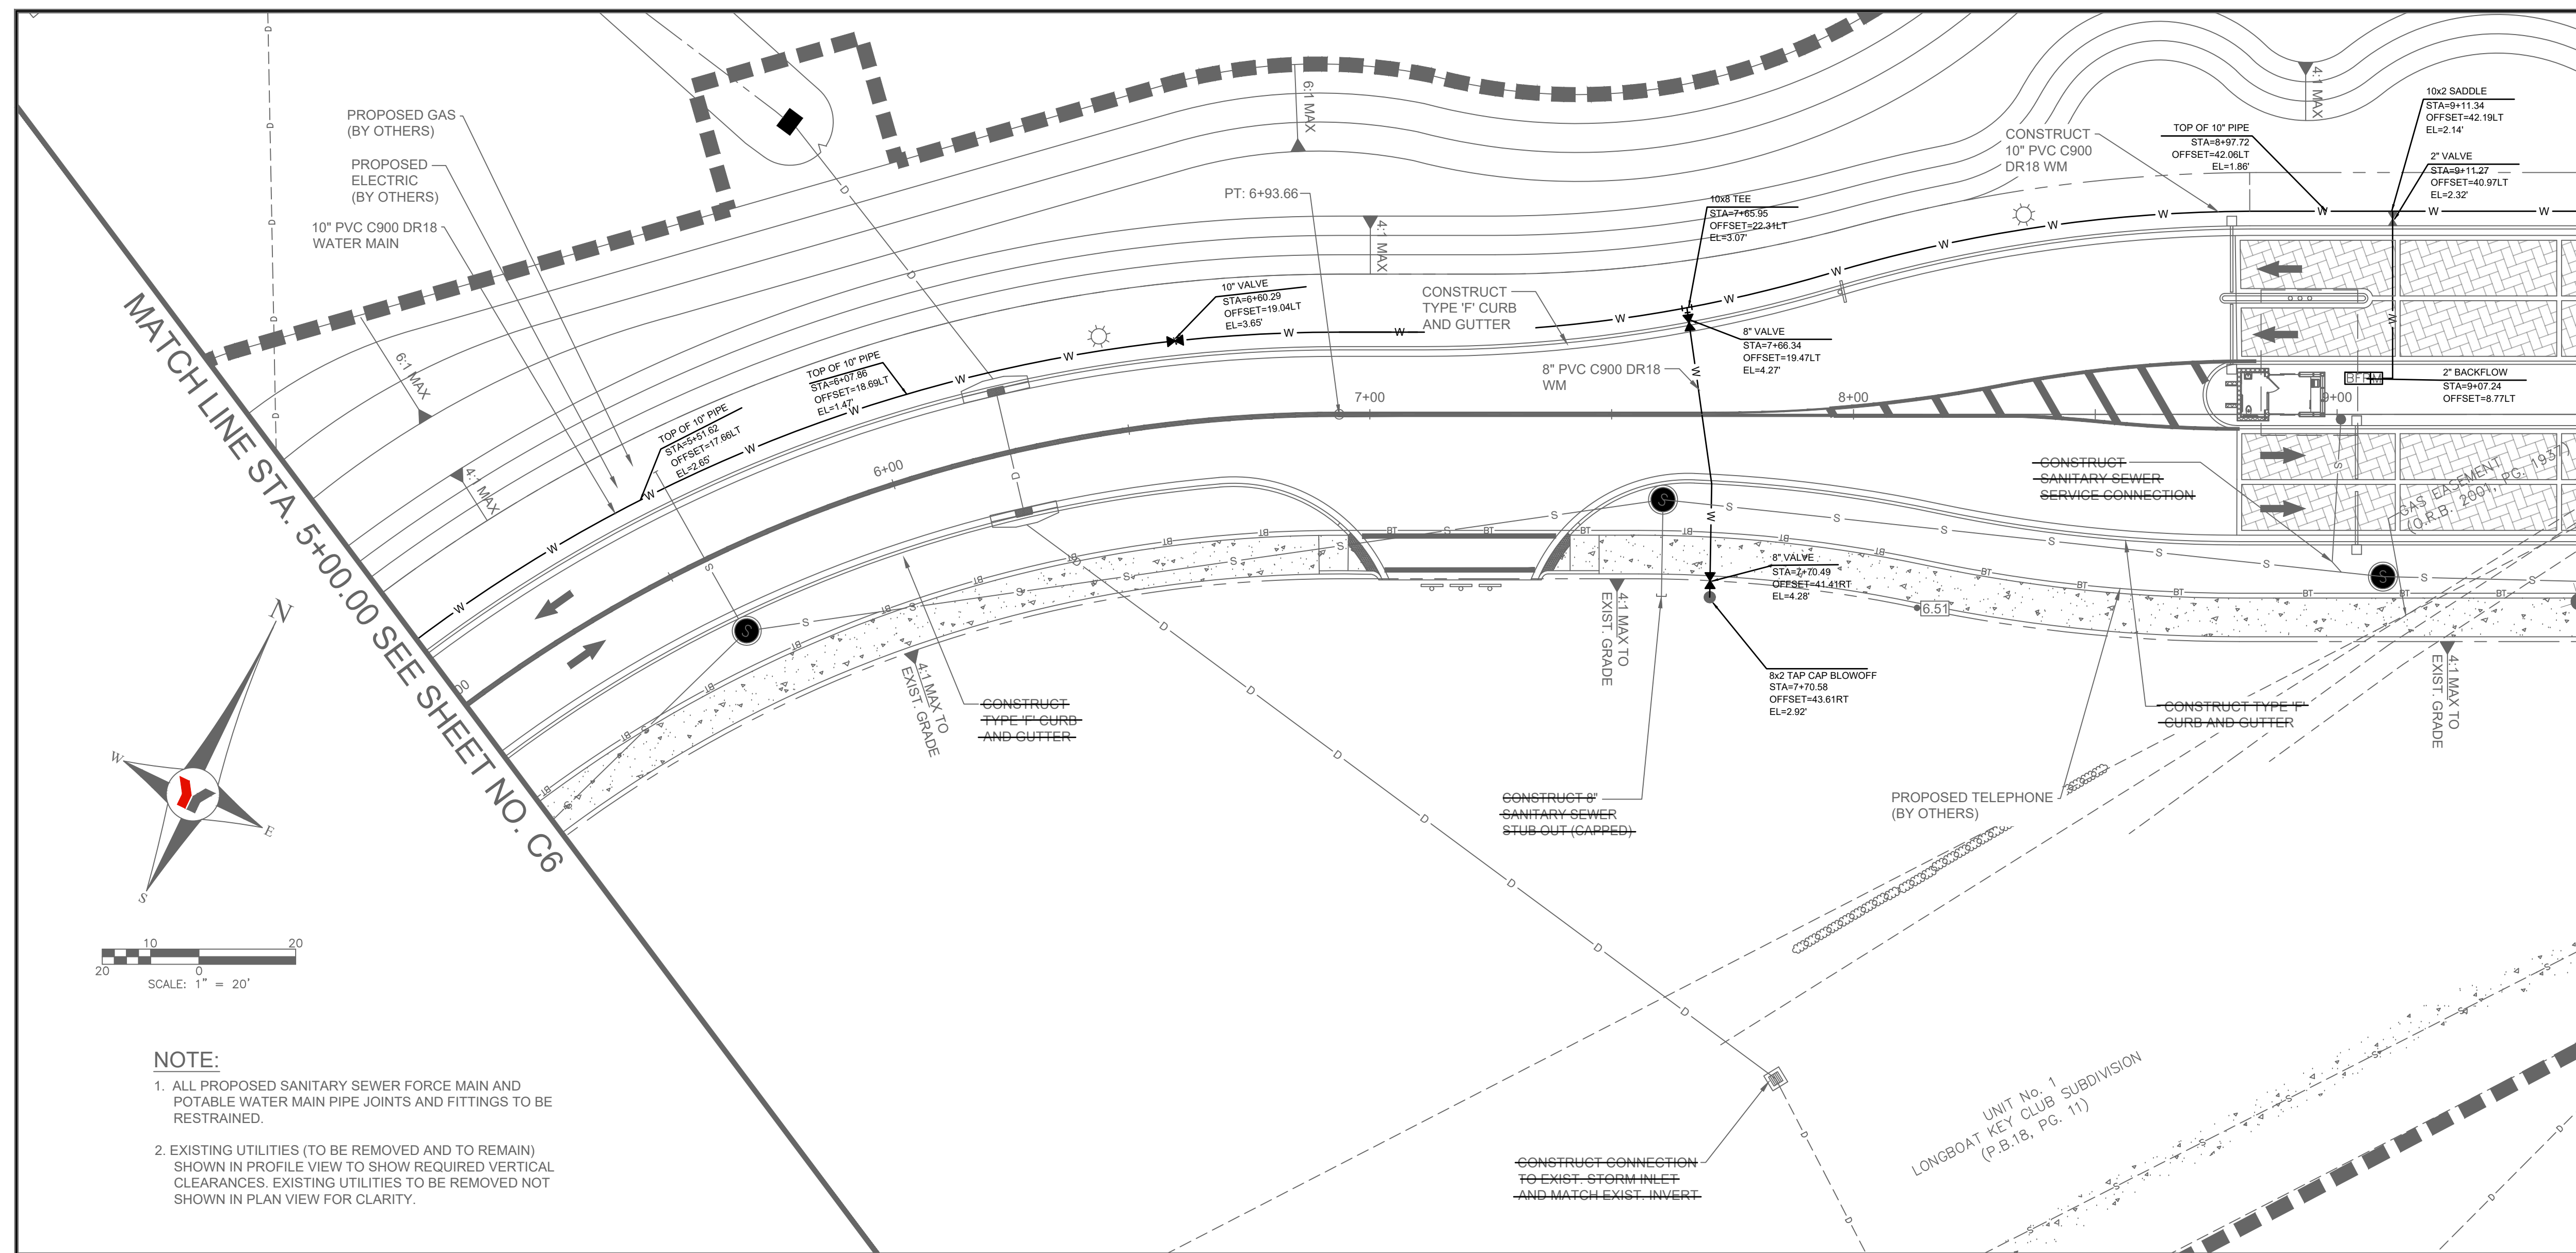 PROPOSED GAS
(BY OTHERS)
PROPOSED
ELECTRIC
(BY OTHERS)
10" PVC C900 DR18
WATER MAIN
MATCH LINE STA. 5+00.00 SEE SHEET NO. C6
6:1 MAX
4:1 MAX
TOP OF 10" PIPE
STA=5+51.62
OFFSET=17.66LT
EL=2.65'
TOP OF 10" PIPE
STA=6+07.86
OFFSET=18.69LT
EL=1.47'
10" VALVE
STA=6+60.29
OFFSET=19.04LT
EL=3.65'
PT: 6+93.66
6:1 MAX
4:1 MAX
CONSTRUCT
TYPE 'F' CURB
AND GUTTER
10x8 TEE
STA=7+65.95
OFFSET=22.31LT
EL=3.07'
8" VALVE
STA=7+66.34
OFFSET=19.47LT
EL=4.27'
8" PVC C900 DR18
WM
CONSTRUCT
10" PVC C900
DR18 WM
TOP OF 10" PIPE
STA=8+97.72
OFFSET=42.06LT
EL=1.86'
4:1 MAX
10x2 SADDLE
STA=9+11.34
OFFSET=42.19LT
EL=2.14'
2" VALVE
STA=9+11.27
OFFSET=40.97LT
EL=2.32'
2" BACKFLOW
STA=9+07.24
OFFSET=8.77LT
6+00
7+00
8+00
9+00
00
CONSTRUCT
SANITARY SEWER
SERVICE CONNECTION
GAS EASEMENT
(O.R.B. 2001, PG. 1937)
8" VALVE
STA=7+70.49
OFFSET=41.41RT
EL=4.28'
6.51
8x2 TAP CAP BLOWOFF
STA=7+70.58
OFFSET=43.61RT
EL=2.92'
4:1 MAX TO
EXIST. GRADE
4:1 MAX TO
EXIST. GRADE
4:1 MAX TO
EXIST. GRADE
CONSTRUCT
TYPE 'F' CURB
AND GUTTER
CONSTRUCT TYPE 'F'
CURB AND GUTTER
CONSTRUCT 8"
SANITARY SEWER
STUB OUT (CAPPED)
PROPOSED TELEPHONE
(BY OTHERS)
CONSTRUCT CONNECTION
TO EXIST. STORM INLET
AND MATCH EXIST. INVERT
UNIT No. 1
LONGBOAT KEY CLUB SUBDIVISION
(P.B.18, PG. 11)
N
W
E
S
10 20
20 0
SCALE: 1" = 20'
NOTE:
1. ALL PROPOSED SANITARY SEWER FORCE MAIN AND
POTABLE WATER MAIN PIPE JOINTS AND FITTINGS TO BE
RESTRAINED.
2. EXISTING UTILITIES (TO BE REMOVED AND TO REMAIN)
SHOWN IN PROFILE VIEW TO SHOW REQUIRED VERTICAL
CLEARANCES. EXISTING UTILITIES TO BE REMOVED NOT
SHOWN IN PLAN VIEW FOR CLARITY.